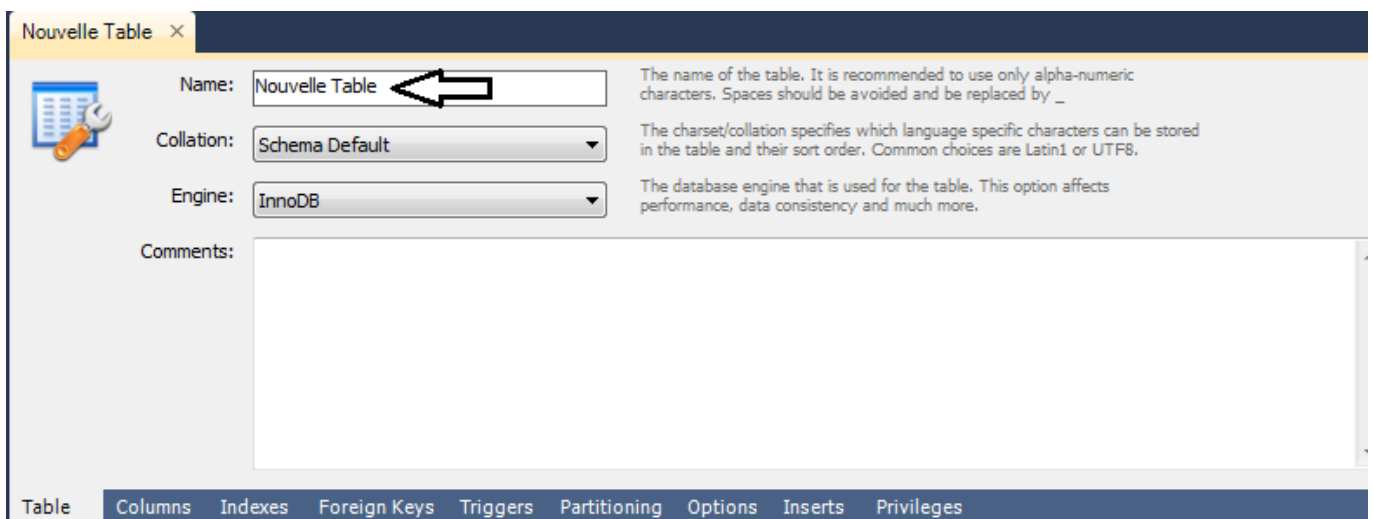 Nouvelle Table ×
Name:
Nouvelle Table
The name of the table. It is recommended to use only alpha-numeric
characters. Spaces should be avoided and be replaced by _
Collation:
Schema Default
The charset/collation specifies which language specific characters can be stored
in the table and their sort order. Common choices are Latin1 or UTF8.
Engine:
InnoDB
The database engine that is used for the table. This option affects
performance, data consistency and much more.
Comments:
Table Columns Indexes Foreign Keys Triggers Partitioning Options Inserts Privileges